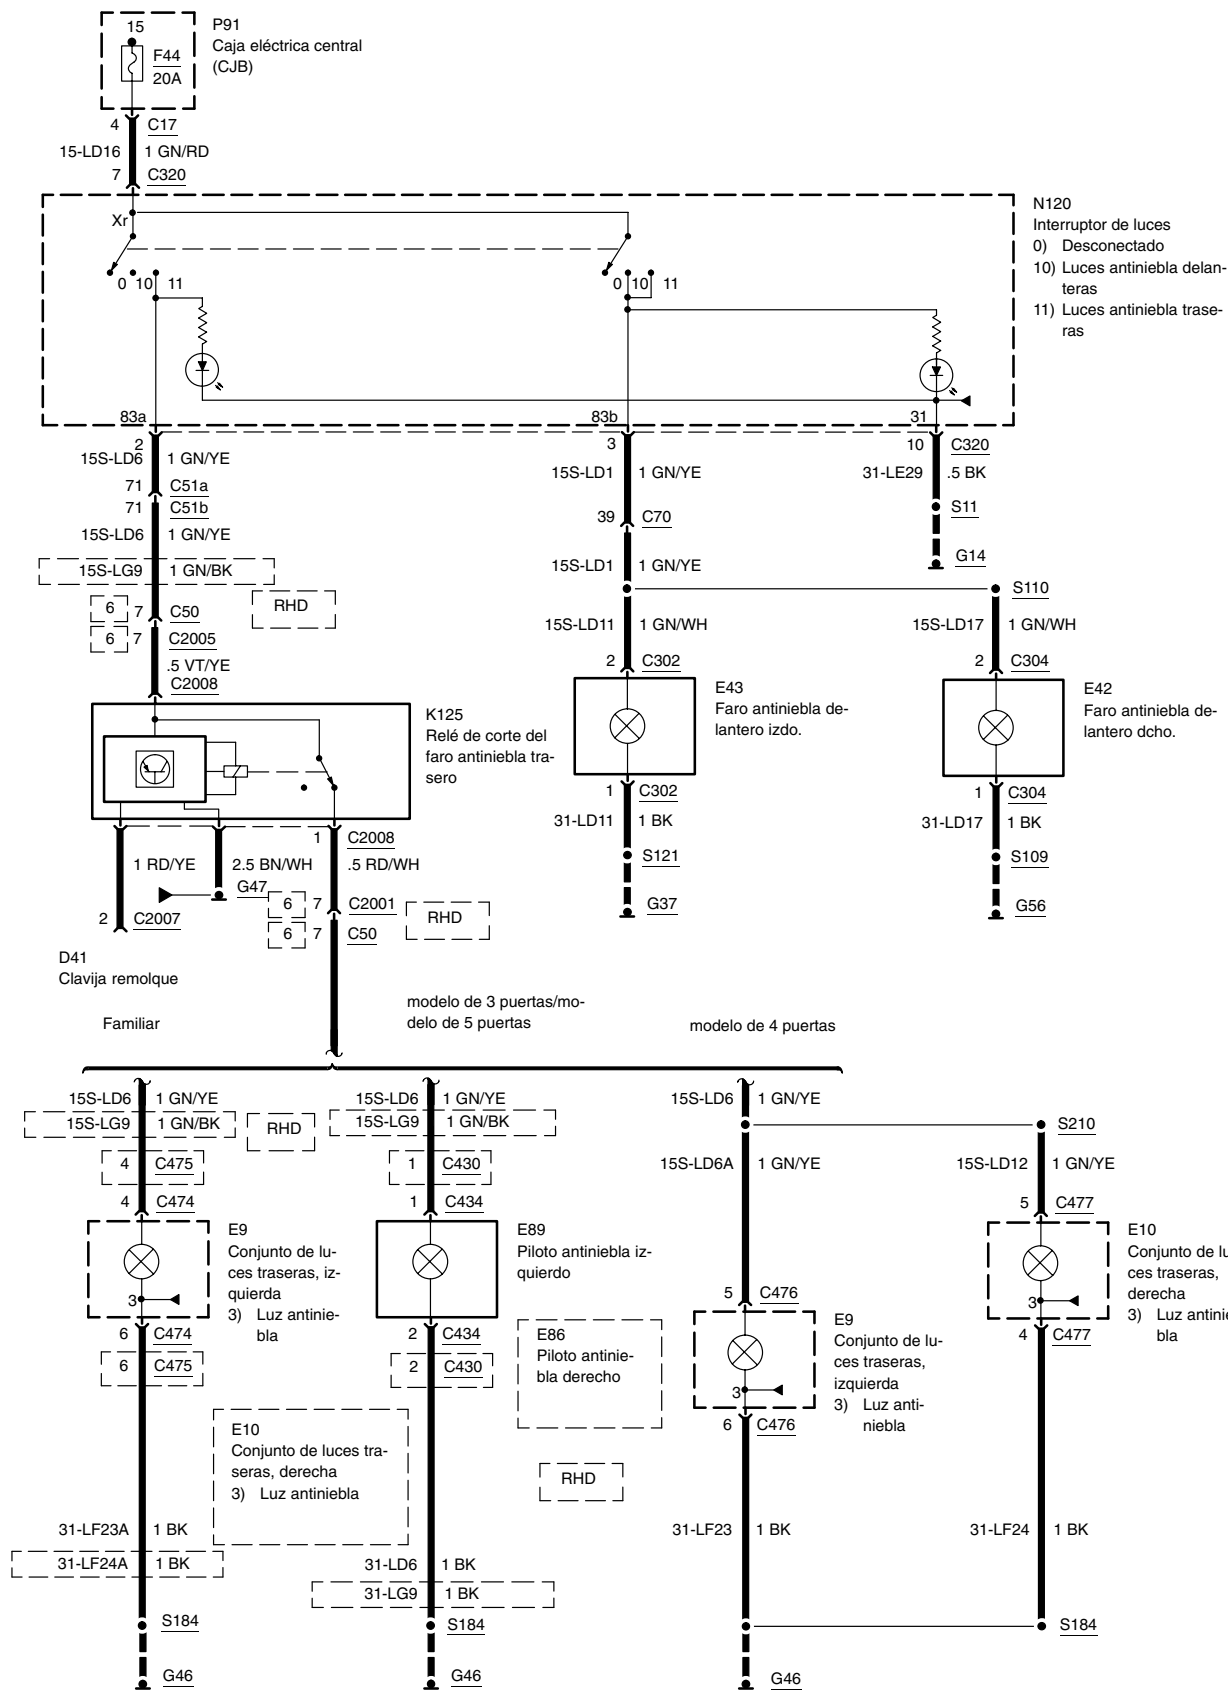 15
F44
20A
P91
Caja eléctrica central
(CJB)
4 C17
15-LD16 1 GN/RD
7 C320
N120
Interruptor de luces
0) Desconectado
10) Luces antiniebla delan-
teras
11) Luces antiniebla trase-
ras
Xr
0 10 11
0 10 11
83a 83b 31
2 3 10 C320
15S-LD6 1 GN/YE
15S-LD1 1 GN/YE
31-LE29 .5 BK
71 C51a
71 C51b
39 C70
S11
15S-LD6 1 GN/YE
15S-LD1 1 GN/YE
G14
15S-LG9 1 GN/BK
RHD
S110
6 7 C50
6 7 C2005
15S-LD11 1 GN/WH
15S-LD17 1 GN/WH
.5 VT/YE
C2008
2 C302
2 C304
K125
Relé de corte del
faro antiniebla tra-
sero
E43
Faro antiniebla de-
lantero izdo.
E42
Faro antiniebla de-
lantero dcho.
1 C302
1 C304
31-LD11 1 BK
31-LD17 1 BK
1 C2008
S121
S109
1 RD/YE 2.5 BN/WH .5 RD/WH
G47
6 7 C2001
RHD
G37
G56
2 C2007
6 7 C50
D41
Clavija remolque
Familiar
modelo de 3 puertas/mo-
delo de 5 puertas
modelo de 4 puertas
15S-LD6 1 GN/YE
15S-LD6 1 GN/YE
15S-LD6 1 GN/YE
15S-LG9 1 GN/BK
RHD
15S-LG9 1 GN/BK
S210
4 C475
1 C430
15S-LD6A 1 GN/YE
15S-LD12 1 GN/YE
4 C474
1 C434
5 C477
E9
Conjunto de lu-
ces traseras, iz-
quierda
3) Luz antinie-
bla
3
E89
Piloto antiniebla iz-
quierdo
E10
Conjunto de lu
ces traseras,
derecha
3) Luz antinie
bla
3
5 C476
6 C474
2 C434
4 C477
6 C475
2 C430
E86
Piloto antinie-
bla derecho
E9
Conjunto de lu-
ces traseras,
izquierda
3) Luz anti-
niebla
3
6 C476
E10
Conjunto de luces tra-
seras, derecha
3) Luz antiniebla
RHD
31-LF23A 1 BK
31-LF23 1 BK
31-LF24 1 BK
31-LF24A 1 BK
31-LD6 1 BK
31-LG9 1 BK
S184
S184
S184
G46
G46
G46